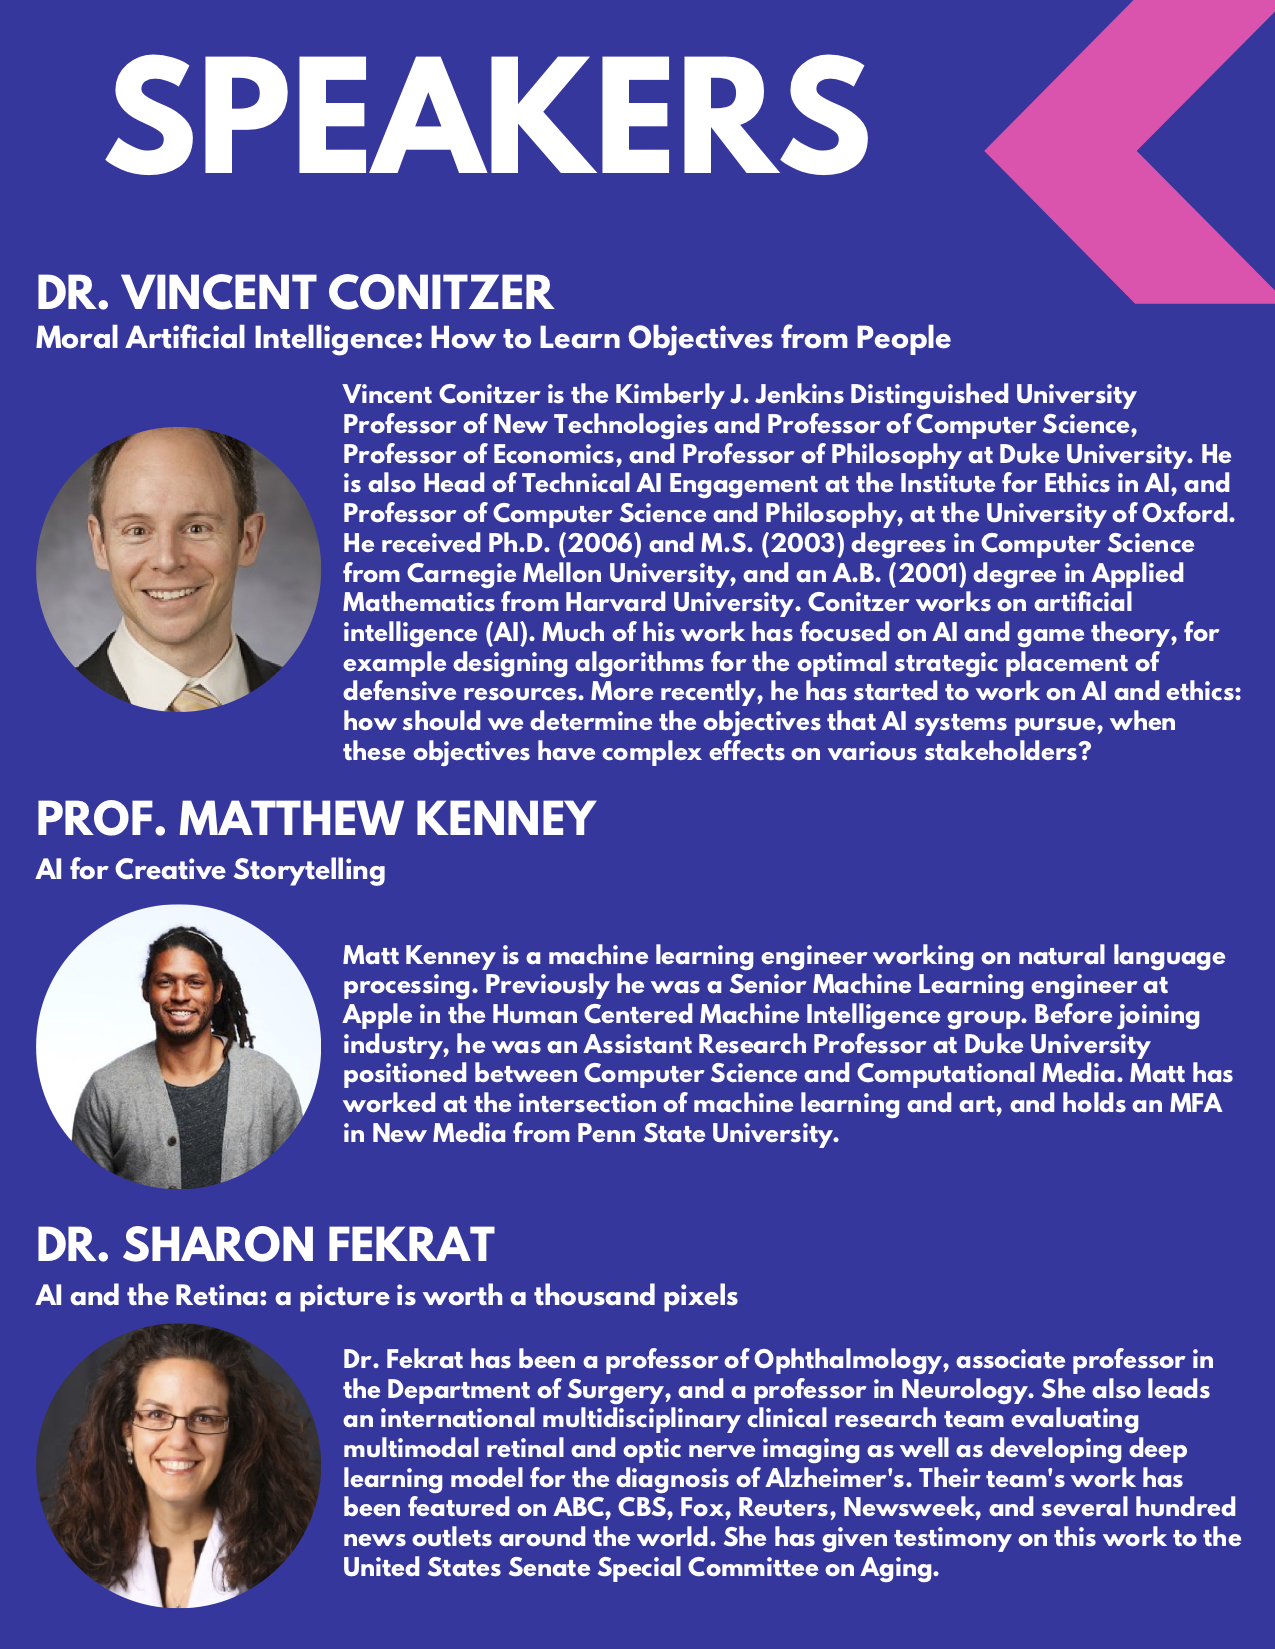 SPEAKERS
DR. VINCENT CONITZER
Moral Artificial Intelligence: How to Learn Objectives from People
Vincent Conitzer is the Kimberly J. Jenkins Distinguished University
Professor of New Technologies and Professor of Computer Science,
Professor of Economics, and Professor of Philosophy at Duke University. He
is also Head of Technical AI Engagement at the Institute for Ethics in AI, and
Professor of Computer Science and Philosophy, at the University of Oxford.
He received Ph.D. (2006) and M.S. (2003) degrees in Computer Science
from Carnegie Mellon University, and an A.B. (2001) degree in Applied
Mathematics from Harvard University. Conitzer works on artificial
intelligence (AI). Much of his work has focused on AI and game theory, for
example designing algorithms for the optimal strategic placement of
defensive resources. More recently, he has started to work on AI and ethics:
how should we determine the objectives that AI systems pursue, when
these objectives have complex effects on various stakeholders?
PROF. MATTHEW KENNEY
AI for Creative Storytelling
Matt Kenney is a machine learning engineer working on natural language
processing. Previously he was a Senior Machine Learning engineer at
Apple in the Human Centered Machine Intelligence group. Before joining
industry, he was an Assistant Research Professor at Duke University
positioned between Computer Science and Computational Media. Matt has
worked at the intersection of machine learning and art, and holds an MFA
in New Media from Penn State University.
DR. SHARON FEKRAT
AI and the Retina: a picture is worth a thousand pixels
Dr. Fekrat has been a professor of Ophthalmology, associate professor in
the Department of Surgery, and a professor in Neurology. She also leads
an international multidisciplinary clinical research team evaluating
multimodal retinal and optic nerve imaging as well as developing deep
learning model for the diagnosis of Alzheimer's. Their team's work has
been featured on ABC, CBS, Fox, Reuters, Newsweek, and several hundred
news outlets around the world. She has given testimony on this work to the
United States Senate Special Committee on Aging.